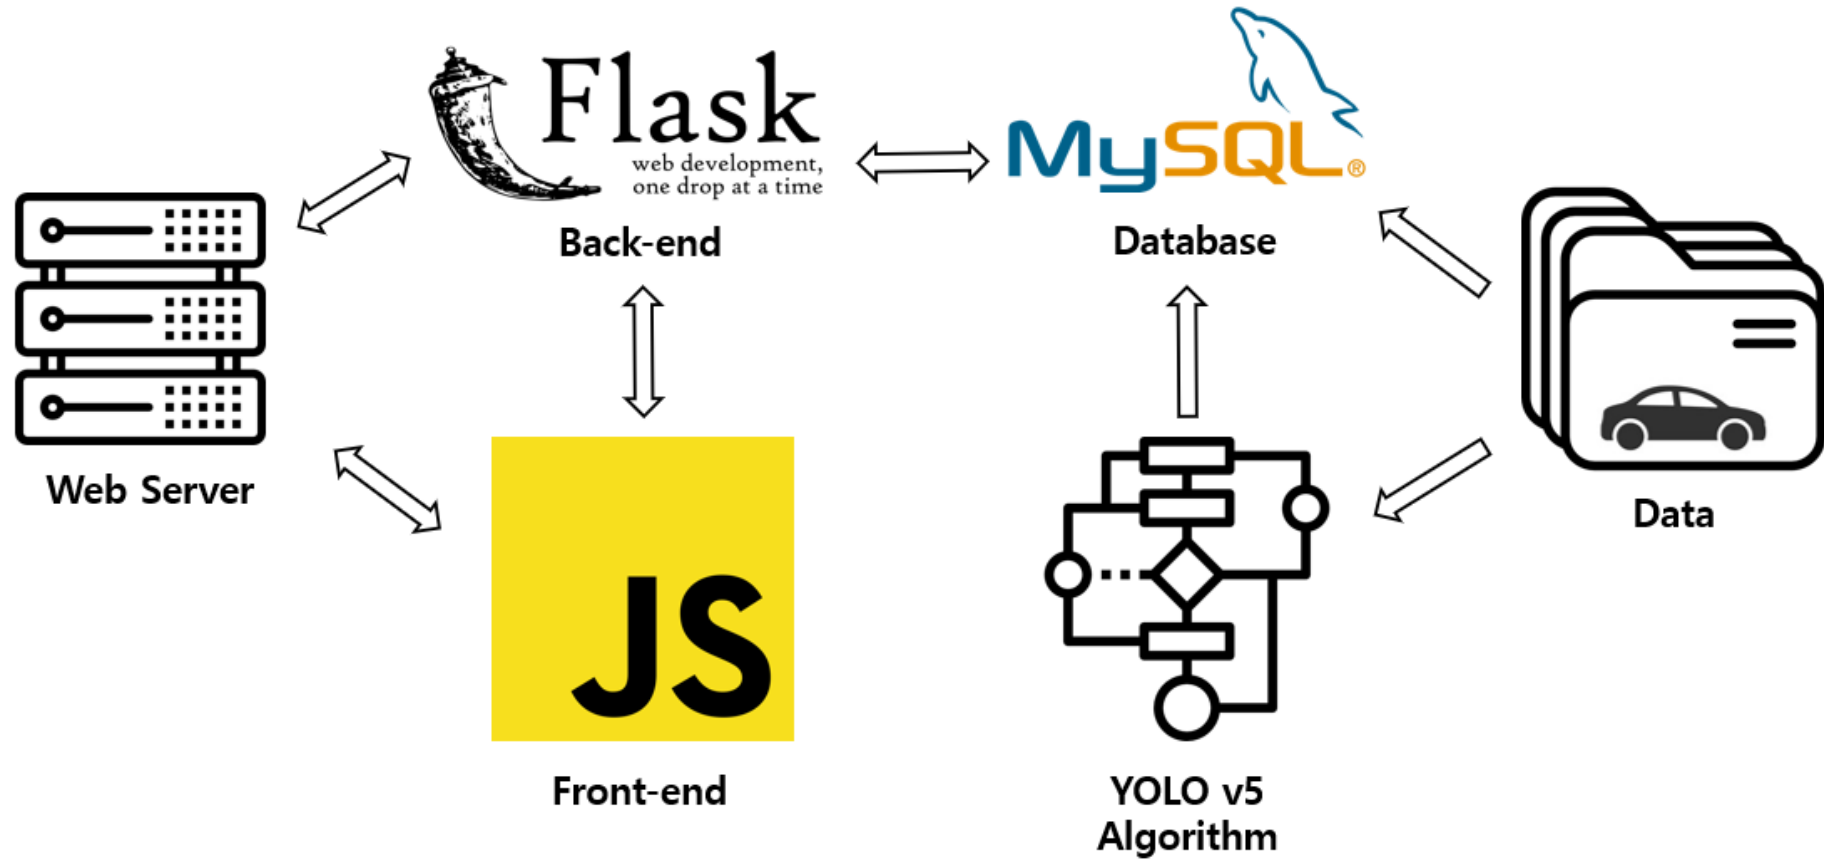 Flask
web development,
one drop at a time
Back-end
MySQL®
Database
Web Server
Data
JS
Front-end
YOLO v5
Algorithm